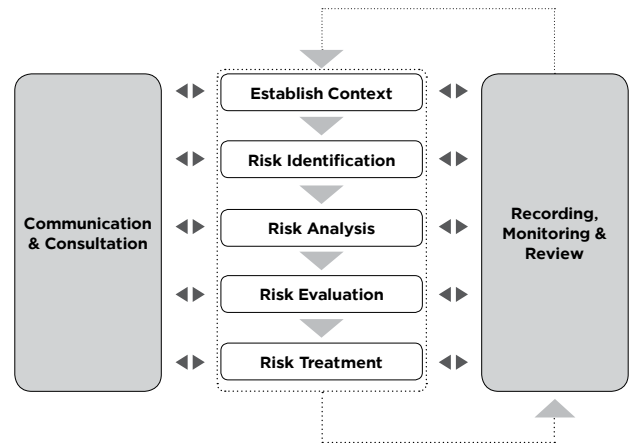 Establish Context
Risk Identification
Communication
& Consultation
Risk Analysis
Recording,
Monitoring &
Review
Risk Evaluation
Risk Treatment